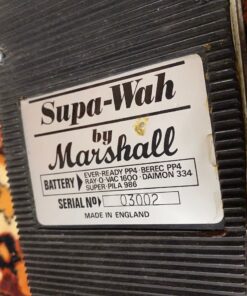 Supa-Wah
by
Marshall
BATTERY EVER-READY PP4 · BEREC PP4
RAY·O·VAC 1600 · DAIMON 334
SUPER·PILA 986
SERIAL No 03002
MADE IN ENGLAND